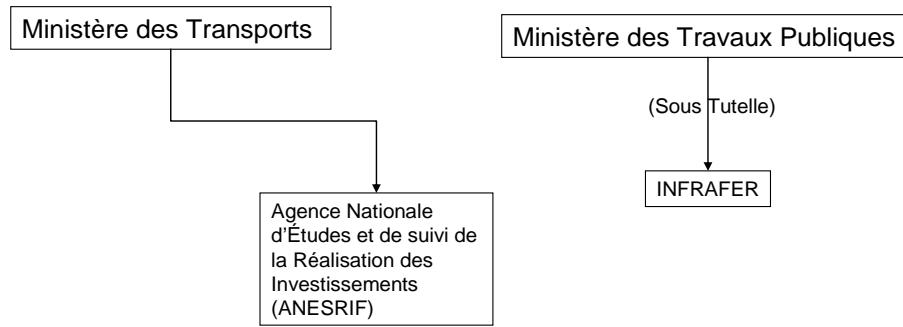 Ministère des Transports
Ministère des Travaux Publiques
(Sous Tutelle)
INFRAFER
Agence Nationale
d'Études et de suivi de
la Réalisation des
Investissements
(ANESRIF)